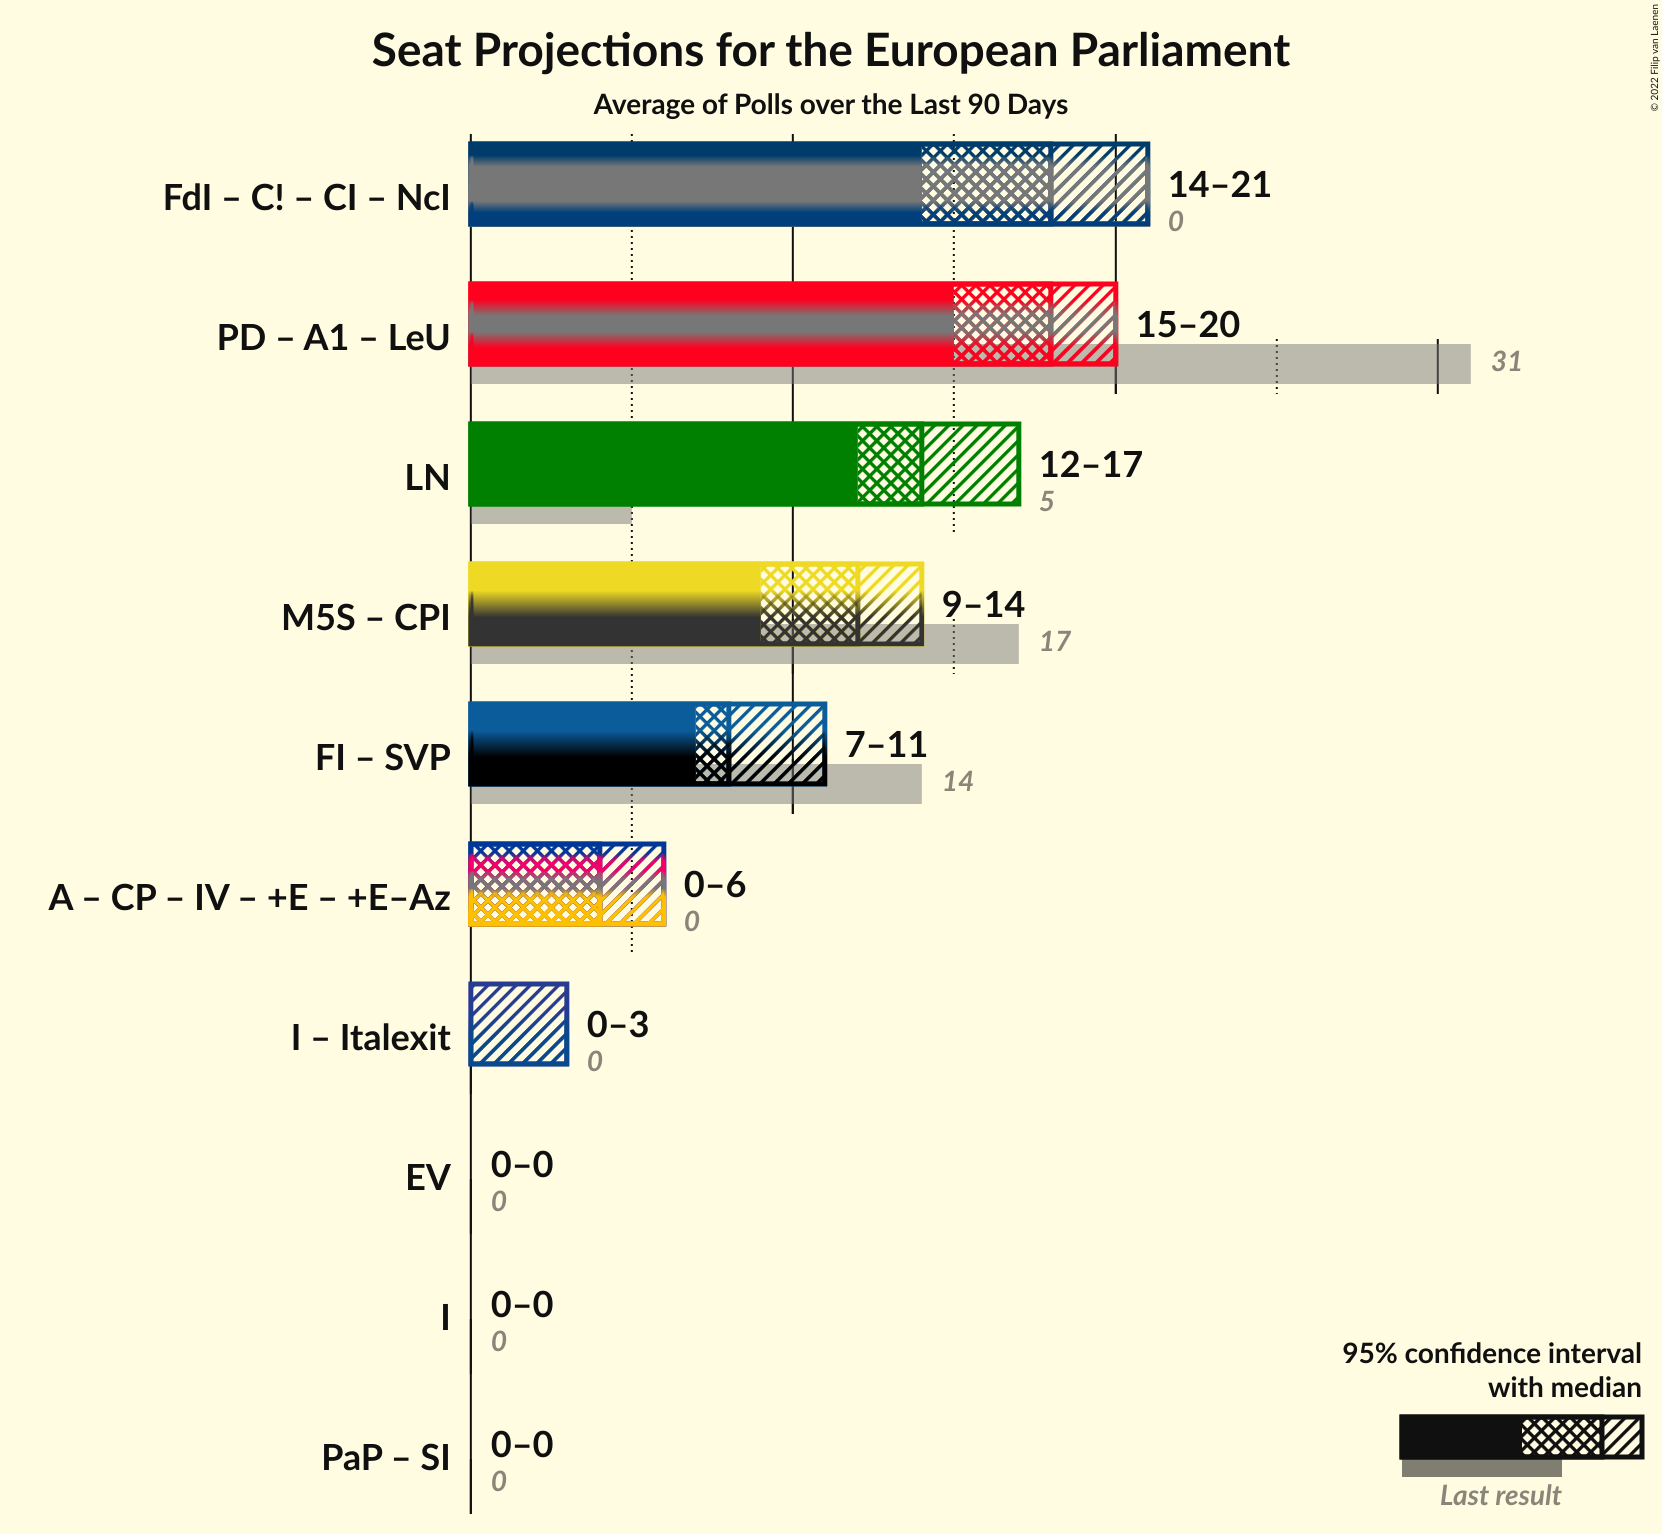 Seat Projections for the European Parliament
Average of Polls over the Last 90 Days
© 2022 Filip van Laenen
FdI – C! – CI – NcI
14–21
0
PD – A1 – LeU
15–20
31
LN
12–17
5
M5S – CPI
9–14
17
FI – SVP
7–11
14
A – CP – IV – +E – +E–Az
0–6
0
I – Italexit
0–3
0
EV
0–0
0
I
0–0
0
PaP – SI
0–0
0
95% confidence interval
with median
Last result